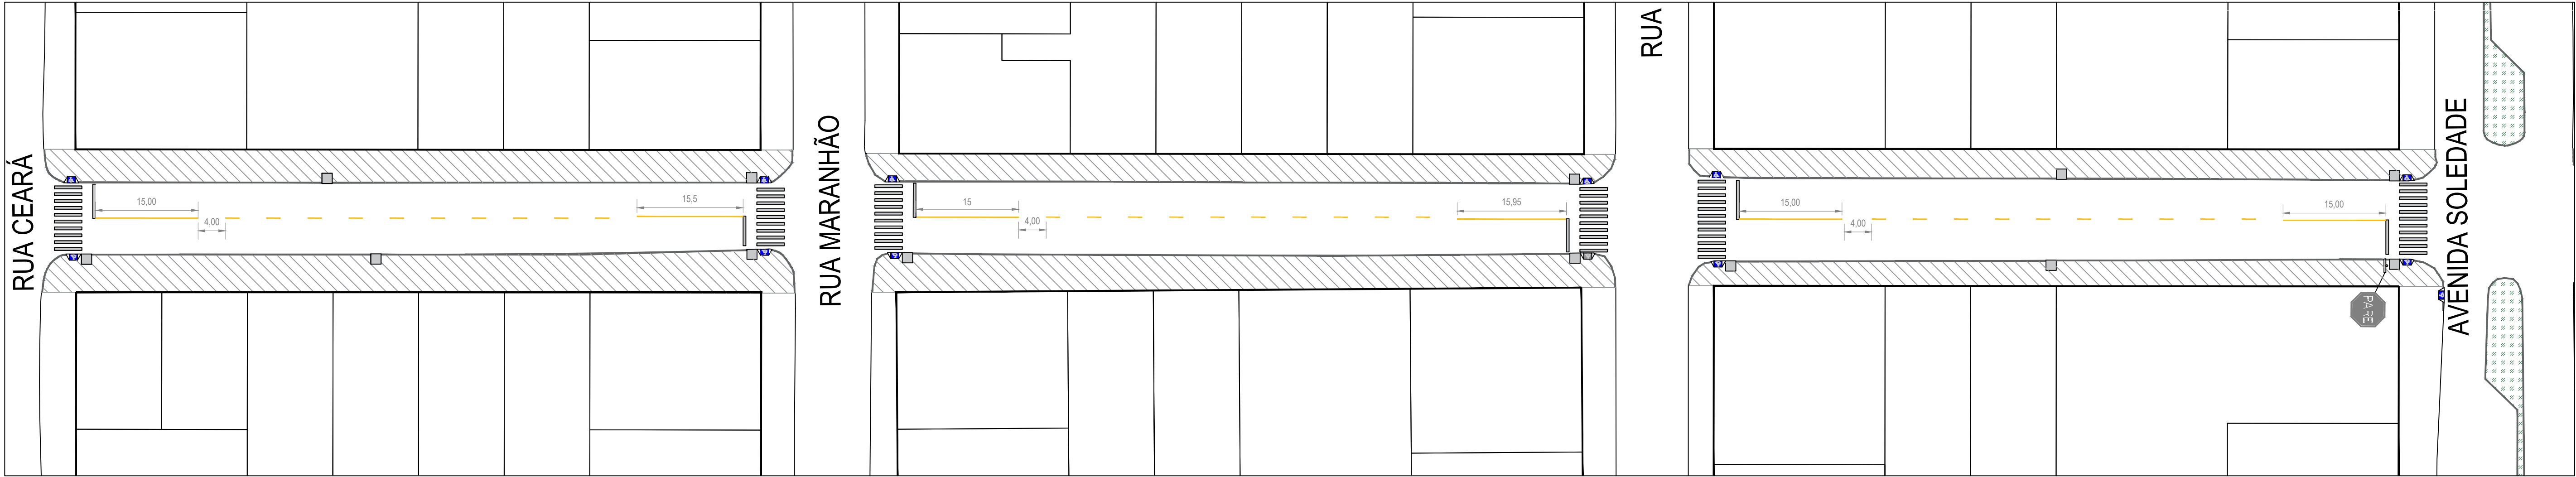 RUA CEARÁ
15,00
4,00
15,5
RUA MARANHÃO
15
4,00
15,95
RUA
15,00
4,00
15,00
PARE
AVENIDA SOLEDADE